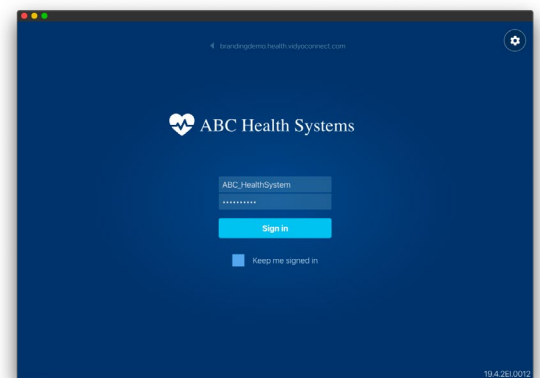 brandingdemo.health.vidyoconnect.com
ABC Health Systems
ABC_HealthSystem
••••••••••
Sign in
Keep me signed in
19.4.2EI.0012